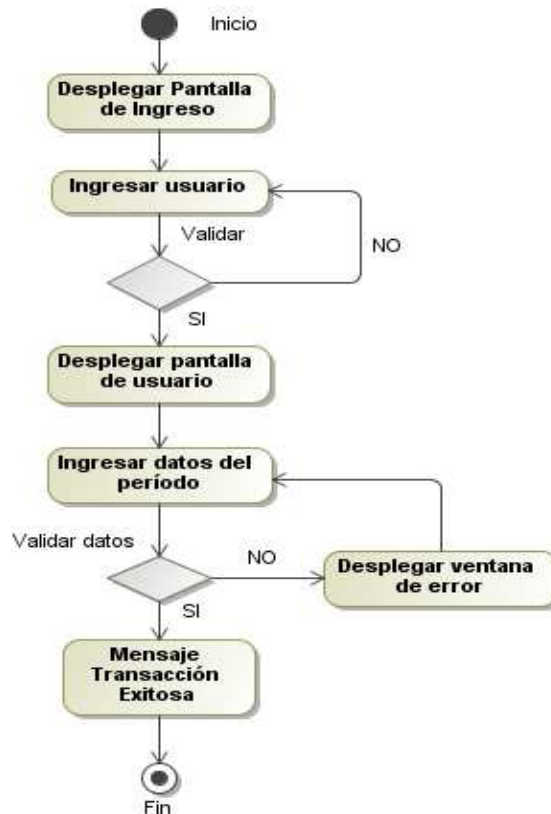 Inicio
Desplegar Pantalla
de Ingreso
Ingresar usuario
Validar
NO
SI
Desplegar pantalla
de usuario
Ingresar datos del
período
Validar datos
NO
Desplegar ventana
de error
SI
Mensaje
Transacción
Exitosa
Fin